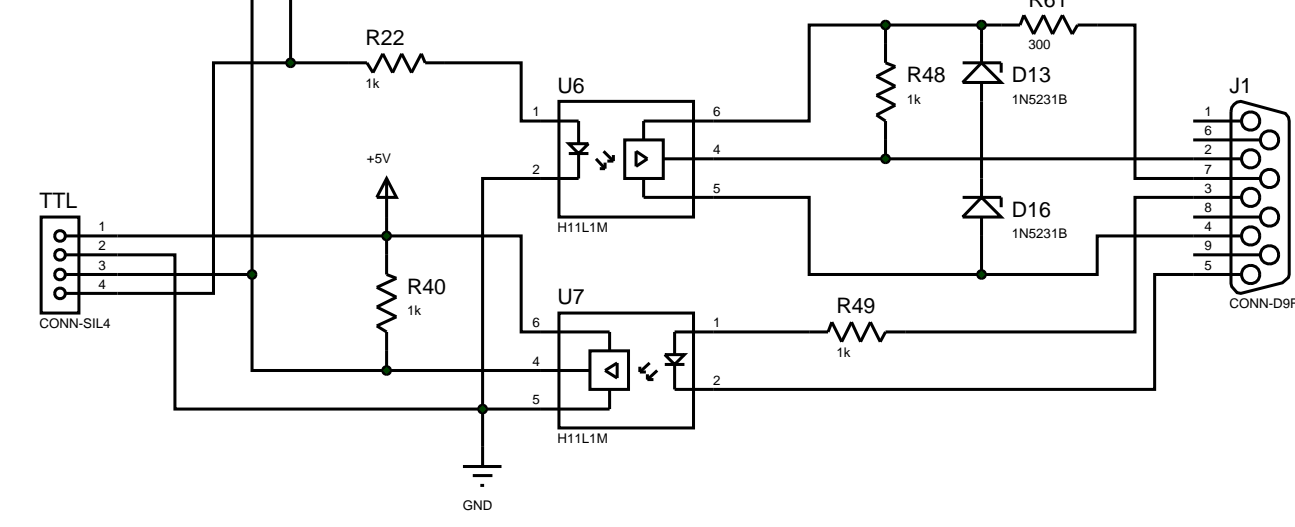 R61
300
R22
1k
U6
1
2
6
4
5
H11L1M
R48
1k
D13
1N5231B
D16
1N5231B
J1
1
6
2
7
3
8
4
9
5
CONN-D9F
+5V
TTL
1
2
3
4
CONN-SIL4
R40
1k
U7
6
4
5
1
2
H11L1M
R49
1k
GND